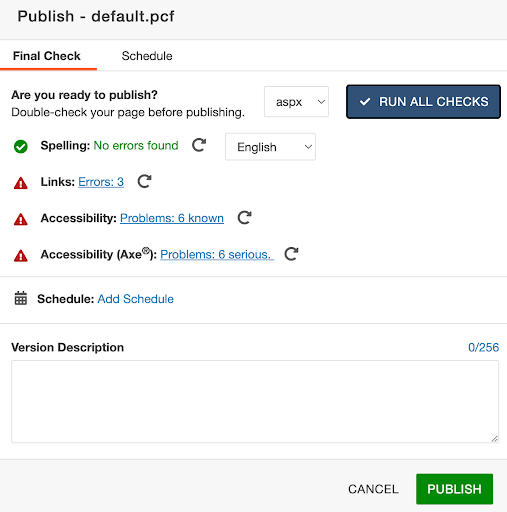 Publish - default.pcf
Final Check Schedule
Are you ready to publish?
Double-check your page before publishing.
aspx
RUN ALL CHECKS
Spelling: No errors found
English
Links: Errors: 3
Accessibility: Problems: 6 known
Accessibility (Axe®): Problems: 6 serious.
Schedule: Add Schedule
Version Description 0/256
CANCEL PUBLISH